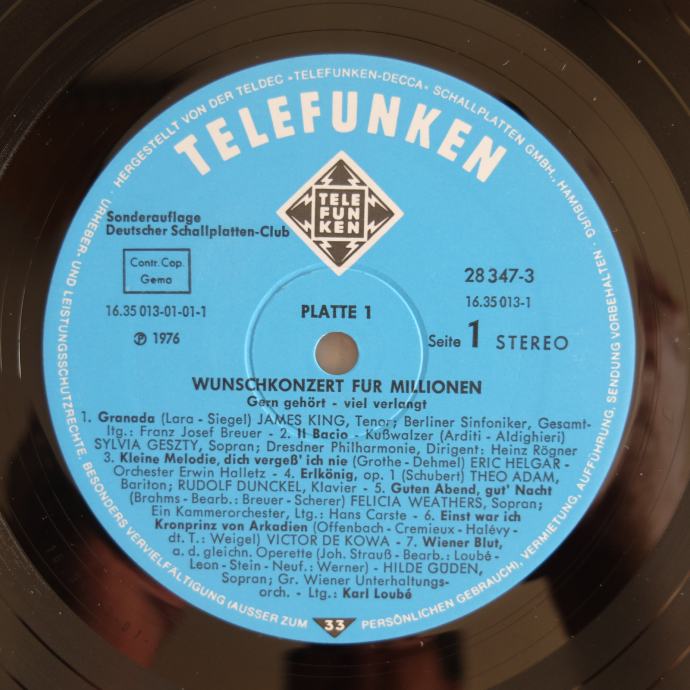 HERGESTELLT VON DER TELDEC »TELEFUNKEN-DECCA« SCHALLPLATTEN GMBH., HAMBURG · URHEBER- UND LEISTUNGSSCHUTZRECHTE, BESONDERS VERVIELFÄLTIGUNG (AUSSER ZUM PERSÖNLICHEN GEBRAUCH), VERMIETUNG, AUFFÜHRUNG, SENDUNG VORBEHALTEN ·
TELEFUNKEN
TELE
FUN
KEN
Sonderauflage
Deutscher Schallplatten-Club
Contr. Cop.
Gema
28 347-3
16.35 013-01-01-1
PLATTE 1
16.35 013-1
℗ 1976
Seite 1 STEREO
WUNSCHKONZERT FUR MILLIONEN
Gern gehört - viel verlangt
1. Granada (Lara - Siegel) JAMES KING, Tenor; Berliner Sinfoniker, Gesamt-
ltg.: Franz Josef Breuer - 2. Il Bacio - Kußwalzer (Arditi - Aldighieri)
SYLVIA GESZTY, Sopran; Dresdner Philharmonie, Dirigent: Heinz Rögner
3. Kleine Melodie, dich vergeß' ich nie (Grothe - Dehmel) ERIC HELGAR -
Orchester Erwin Halletz - 4. Erlkönig, op. 1 (Schubert) THEO ADAM,
Bariton; RUDOLF DUNCKEL, Klavier - 5. Guten Abend, gut' Nacht
(Brahms - Bearb.: Breuer - Scherer) FELICIA WEATHERS, Sopran;
Ein Kammerorchester, Ltg.: Hans Carste - 6. Einst war ich
Kronprinz von Arkadien (Offenbach - Cremieux - Halévy -
dt. T.: Weigel) VICTOR DE KOWA - 7. Wiener Blut,
a. d. gleichn. Operette (Joh. Strauß - Bearb.: Loubé -
Leon - Stein - Neuf.: Werner) - HILDE GÜDEN,
Sopran; Gr. Wiener Unterhaltungs-
orch. - Ltg.: Karl Loubé
33